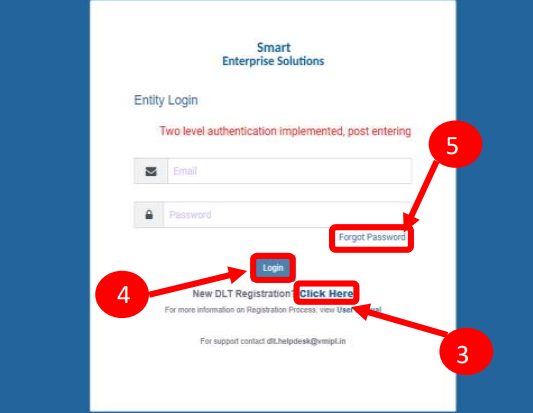 Smart
Enterprise Solutions
Entity Login
Two level authentication implemented, post entering
5
Email
Password
Forgot Password
Login
4
New DLT Registration? Click Here
For more information on Registration Process, view User
3
For support contact dlt.helpdesk@vmipl.in